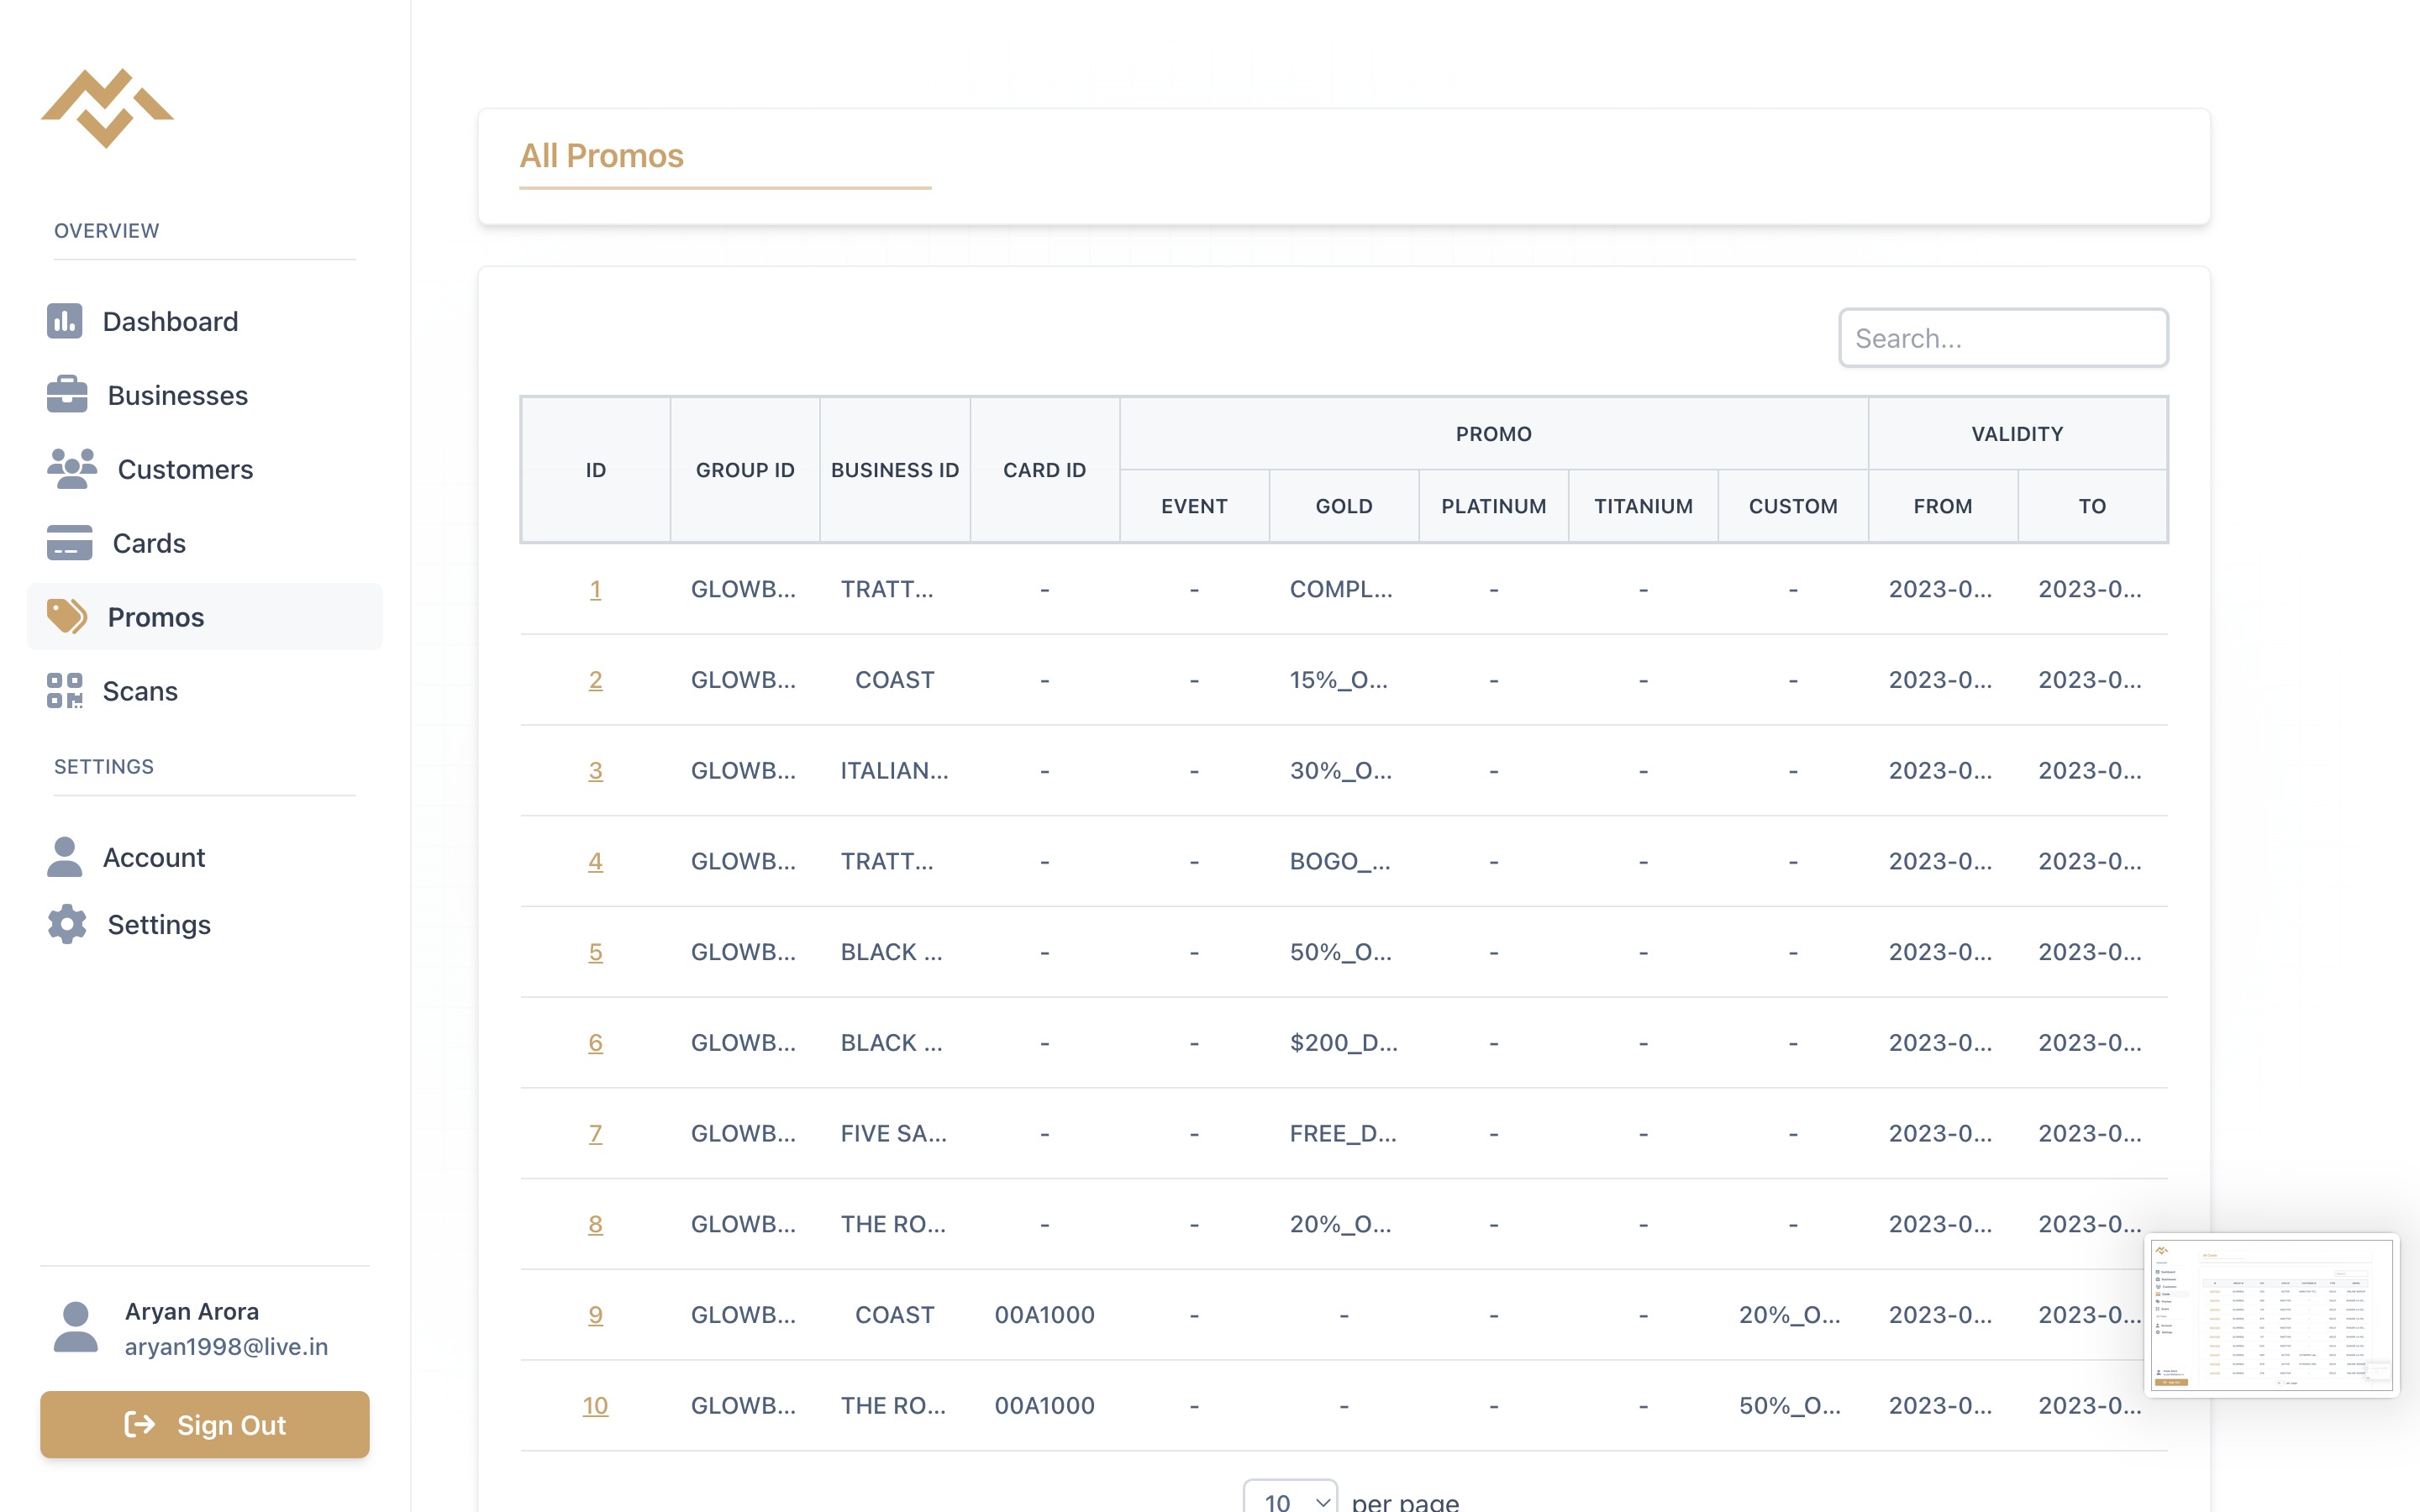 OVERVIEW
Dashboard
Businesses
Customers
Cards
Promos
Scans
SETTINGS
Account
Settings
Aryan Arora
aryan1998@live.in
Sign Out
All Promos
Search...
ID GROUP ID BUSINESS ID CARD ID PROMO VALIDITY
EVENT GOLD PLATINUM TITANIUM CUSTOM FROM TO
1 GLOWB... TRATT... - - COMPL... - - - 2023-0... 2023-0...
2 GLOWB... COAST - - 15%_O... - - - 2023-0... 2023-0...
3 GLOWB... ITALIAN... - - 30%_O... - - - 2023-0... 2023-0...
4 GLOWB... TRATT... - - BOGO_... - - - 2023-0... 2023-0...
5 GLOWB... BLACK ... - - 50%_O... - - - 2023-0... 2023-0...
6 GLOWB... BLACK ... - - $200_D... - - - 2023-0... 2023-0...
7 GLOWB... FIVE SA... - - FREE_D... - - - 2023-0... 2023-0...
8 GLOWB... THE RO... - - 20%_O... - - - 2023-0... 2023-0...
9 GLOWB... COAST 00A1000 - - - - 20%_O... 2023-0... 2023-0...
10 GLOWB... THE RO... 00A1000 - - - - 50%_O... 2023-0... 2023-0...
10 per page